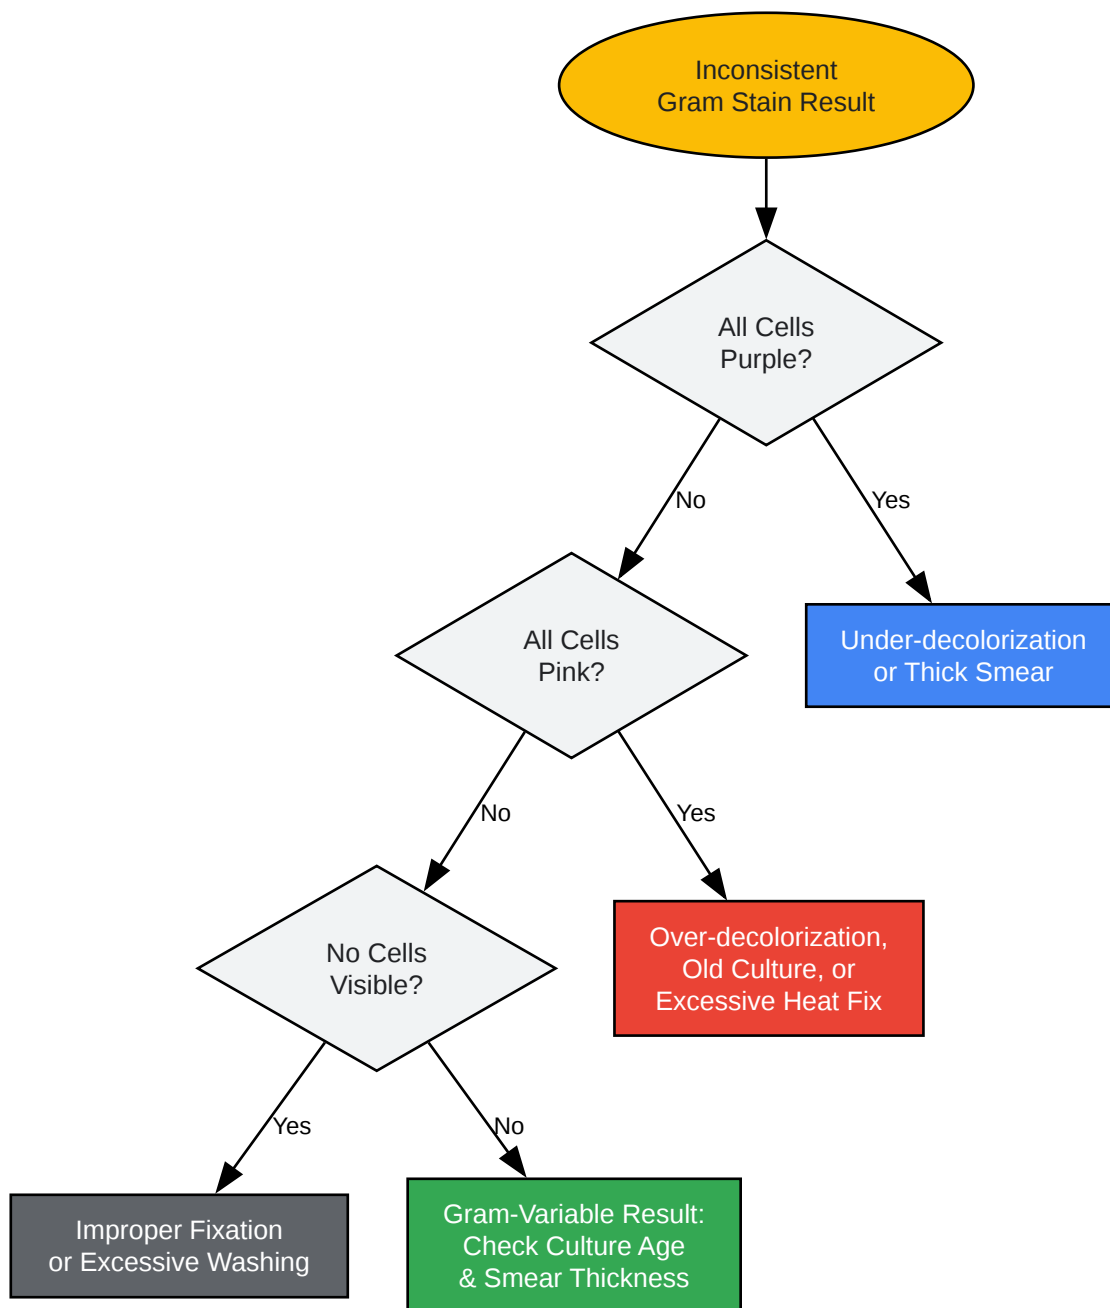 Inconsistent
Gram Stain Result
All Cells
Purple?
No
Yes
All Cells
Pink?
Under-decolorization
or Thick Smear
No
Yes
No Cells
Visible?
Over-decolorization,
Old Culture, or
Excessive Heat Fix
Yes
No
Improper Fixation
or Excessive Washing
Gram-Variable Result:
Check Culture Age
& Smear Thickness